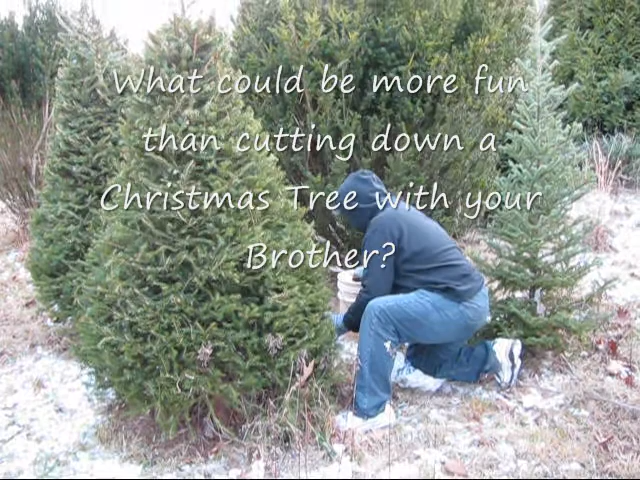 What could be more fun
than cutting down a
Christmas Tree with your
Brother?